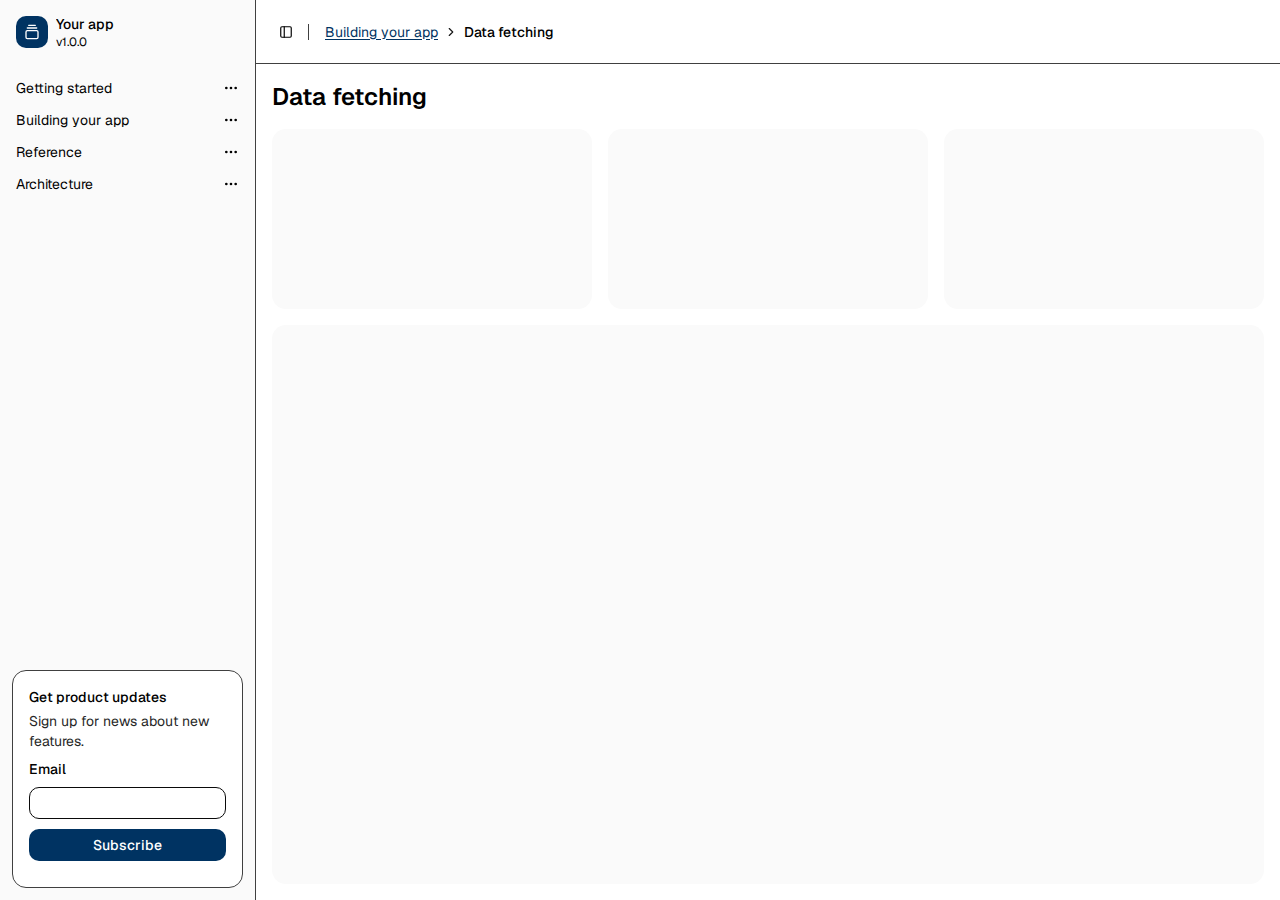 Your app
v1.0.0
Getting started
Building your app
Reference
Architecture
Get product updates
Sign up for news about new
features.
Email
Subscribe
Building your app
Data fetching
Data fetching